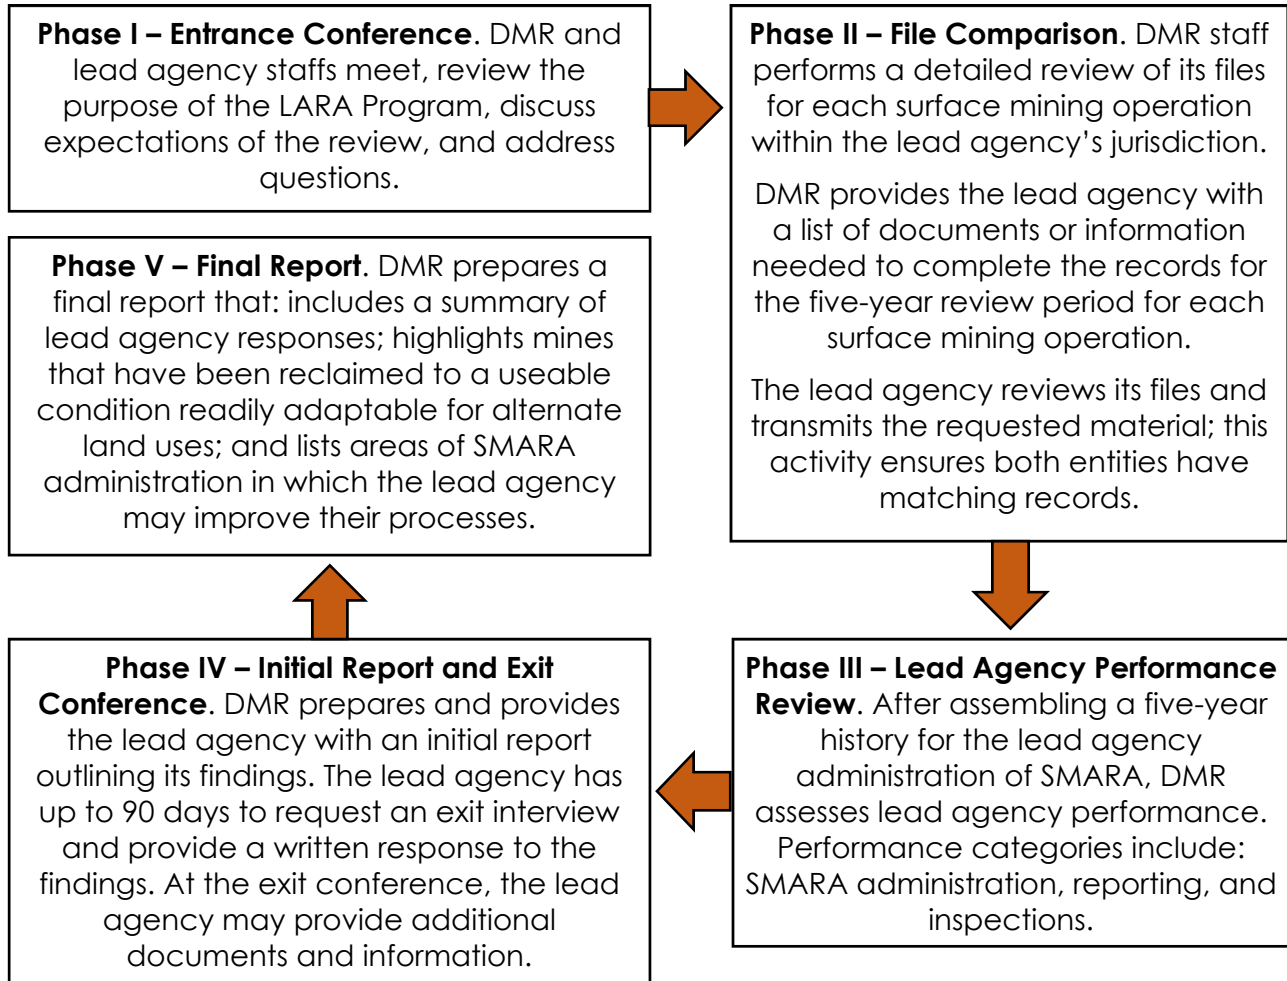 Phase I – Entrance Conference. DMR and
lead agency staffs meet, review the
purpose of the LARA Program, discuss
expectations of the review, and address
questions.
Phase II – File Comparison. DMR staff
performs a detailed review of its files
for each surface mining operation
within the lead agency’s jurisdiction.
DMR provides the lead agency with
a list of documents or information
needed to complete the records for
the five-year review period for each
surface mining operation.
The lead agency reviews its files and
transmits the requested material; this
activity ensures both entities have
matching records.
Phase III – Lead Agency Performance
Review. After assembling a five-year
history for the lead agency
administration of SMARA, DMR
assesses lead agency performance.
Performance categories include:
SMARA administration, reporting, and
inspections.
Phase IV – Initial Report and Exit
Conference. DMR prepares and provides
the lead agency with an initial report
outlining its findings. The lead agency has
up to 90 days to request an exit interview
and provide a written response to the
findings. At the exit conference, the lead
agency may provide additional
documents and information.
Phase V – Final Report. DMR prepares a
final report that: includes a summary of
lead agency responses; highlights mines
that have been reclaimed to a useable
condition readily adaptable for alternate
land uses; and lists areas of SMARA
administration in which the lead agency
may improve their processes.